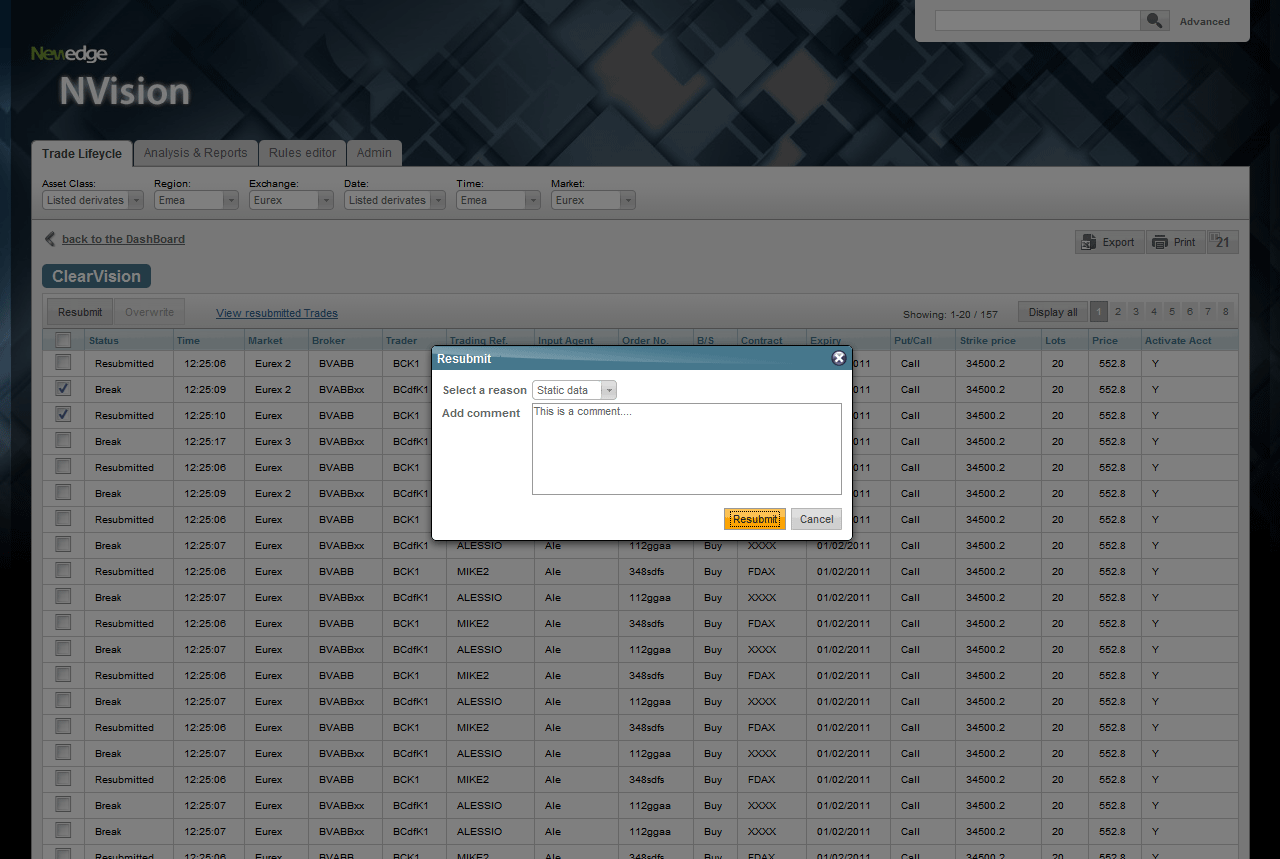 Advanced
Newedge
NVision
Trade Lifeycle Analysis & Reports Rules editor Admin
Asset Class: Region: Exchange: Date: Time: Market:
Listed derivates Emea Eurex Listed derivates Emea Eurex
back to the DashBoard Export Print 21
ClearVision
Resubmit Overwrite View resubmitted Trades Showing: 1-20 / 157 Display all 1 2 3 4 5 6 7 8
Status Time Market Broker Trader Trading Ref. Input Agent Order No. B/S Contract Expiry Put/Call Strike price Lots Price Activate Acct
Resubmitted 12:25:06 Eurex 2 BVABB BCK1 011 Call 34500.2 20 552.8 Y
Break 12:25:09 Eurex 2 BVABBxx BCdfK1 011 Call 34500.2 20 552.8 Y
Resubmitted 12:25:10 Eurex BVABB BCK1 011 Call 34500.2 20 552.8 Y
Break 12:25:17 Eurex 3 BVABBxx BCdfK1 011 Call 34500.2 20 552.8 Y
Resubmitted 12:25:06 Eurex BVABB BCK1 011 Call 34500.2 20 552.8 Y
Break 12:25:09 Eurex 2 BVABBxx BCdfK1 011 Call 34500.2 20 552.8 Y
Resubmitted 12:25:06 Eurex BVABB BCK1 011 Call 34500.2 20 552.8 Y
Resubmit
Select a reason Static data
Add comment This is a comment....
Resubmit Cancel
Break 12:25:07 Eurex BVABBxx BCdfK1 ALESSIO Ale 112ggaa Buy XXXX 01/02/2011 Call 34500.2 20 552.8 Y
Resubmitted 12:25:06 Eurex BVABB BCK1 MIKE2 Ale 348sdfs Buy FDAX 01/02/2011 Call 34500.2 20 552.8 Y
Break 12:25:07 Eurex BVABBxx BCdfK1 ALESSIO Ale 112ggaa Buy XXXX 01/02/2011 Call 34500.2 20 552.8 Y
Resubmitted 12:25:06 Eurex BVABB BCK1 MIKE2 Ale 348sdfs Buy FDAX 01/02/2011 Call 34500.2 20 552.8 Y
Break 12:25:07 Eurex BVABBxx BCdfK1 ALESSIO Ale 112ggaa Buy XXXX 01/02/2011 Call 34500.2 20 552.8 Y
Resubmitted 12:25:06 Eurex BVABB BCK1 MIKE2 Ale 348sdfs Buy FDAX 01/02/2011 Call 34500.2 20 552.8 Y
Break 12:25:07 Eurex BVABBxx BCdfK1 ALESSIO Ale 112ggaa Buy XXXX 01/02/2011 Call 34500.2 20 552.8 Y
Resubmitted 12:25:06 Eurex BVABB BCK1 MIKE2 Ale 348sdfs Buy FDAX 01/02/2011 Call 34500.2 20 552.8 Y
Break 12:25:07 Eurex BVABBxx BCdfK1 ALESSIO Ale 112ggaa Buy XXXX 01/02/2011 Call 34500.2 20 552.8 Y
Resubmitted 12:25:06 Eurex BVABB BCK1 MIKE2 Ale 348sdfs Buy FDAX 01/02/2011 Call 34500.2 20 552.8 Y
Break 12:25:07 Eurex BVABBxx BCdfK1 ALESSIO Ale 112ggaa Buy XXXX 01/02/2011 Call 34500.2 20 552.8 Y
Break 12:25:07 Eurex BVABBxx BCdfK1 ALESSIO Ale 112ggaa Buy XXXX 01/02/2011 Call 34500.2 20 552.8 Y
Resubmitted 12:25:06 Eurex BVABB BCK1 MIKE2 Ale 348sdfs Buy FDAX 01/02/2011 Call 34500.2 20 552.8 Y